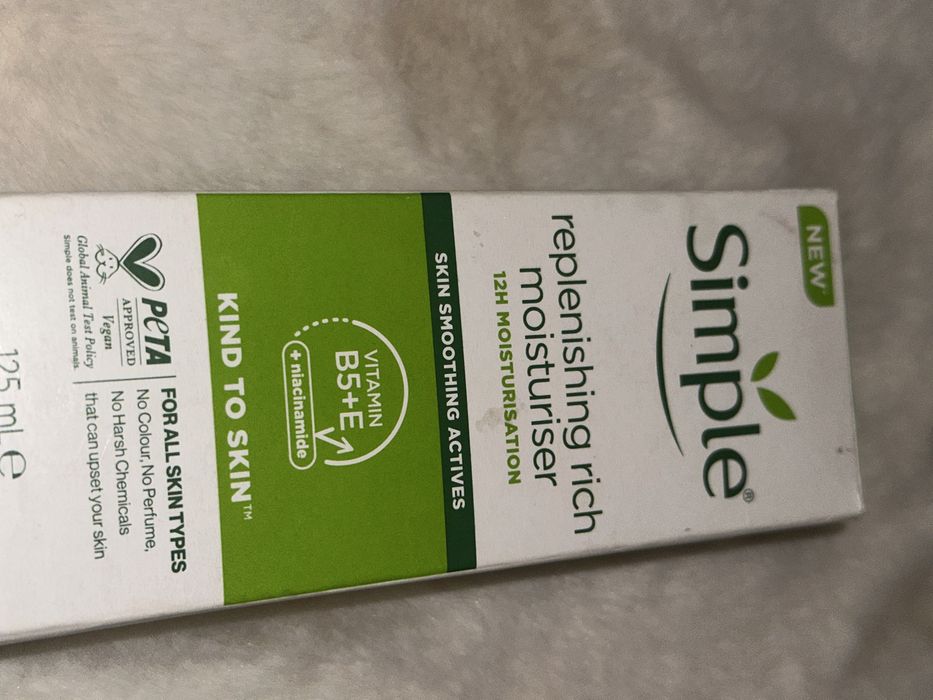 NEW*
Simple®
replenishing rich
moisturiser
12H MOISTURISATION
SKIN SMOOTHING ACTIVES
VITAMIN
B5+E
+niacinamide
KIND TO SKIN™
PETA
APPROVED
Vegan
Global Animal Test Policy
Simple does not test on animals.
FOR ALL SKIN TYPES
No Colour, No Perfume,
No Harsh Chemicals
that can upset your skin
125 mL e